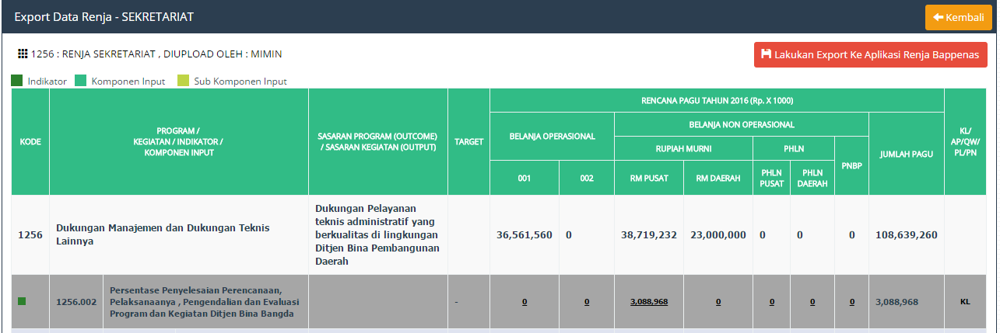 Export Data Renja - SEKRETARIAT
Kembali
1256 : RENJA SEKRETARIAT , DIUPLOAD OLEH : MIMIN
Lakukan Export Ke Aplikasi Renja Bappenas
Indikator Komponen Input Sub Komponen Input
KODE
PROGRAM /
KEGIATAN / INDIKATOR /
KOMPONEN INPUT
SASARAN PROGRAM (OUTCOME)
/ SASARAN KEGIATAN (OUTPUT)
TARGET
RENCANA PAGU TAHUN 2016 (Rp. X 1000)
BELANJA OPERASIONAL
BELANJA NON OPERASIONAL
JUMLAH PAGU
KL/
AP/QW/
PL/PN
RUPIAH MURNI
PHLN
PNBP
001
002
RM PUSAT
RM DAERAH
PHLN
PUSAT
PHLN
DAERAH
1256
Dukungan Manajemen dan Dukungan Teknis
Lainnya
Dukungan Pelayanan
teknis administratif yang
berkualitas di lingkungan
Ditjen Bina Pembangunan
Daerah
36,561,560
0
38,719,232
23,000,000
0
0
0
108,639,260
1256.002
Persentase Penyelesaian Perencanaan,
Pelaksanaanya , Pengendalian dan Evaluasi
Program dan Kegiatan Ditjen Bina Bangda
-
0
0
3,088,968
0
0
0
0
3,088,968
KL